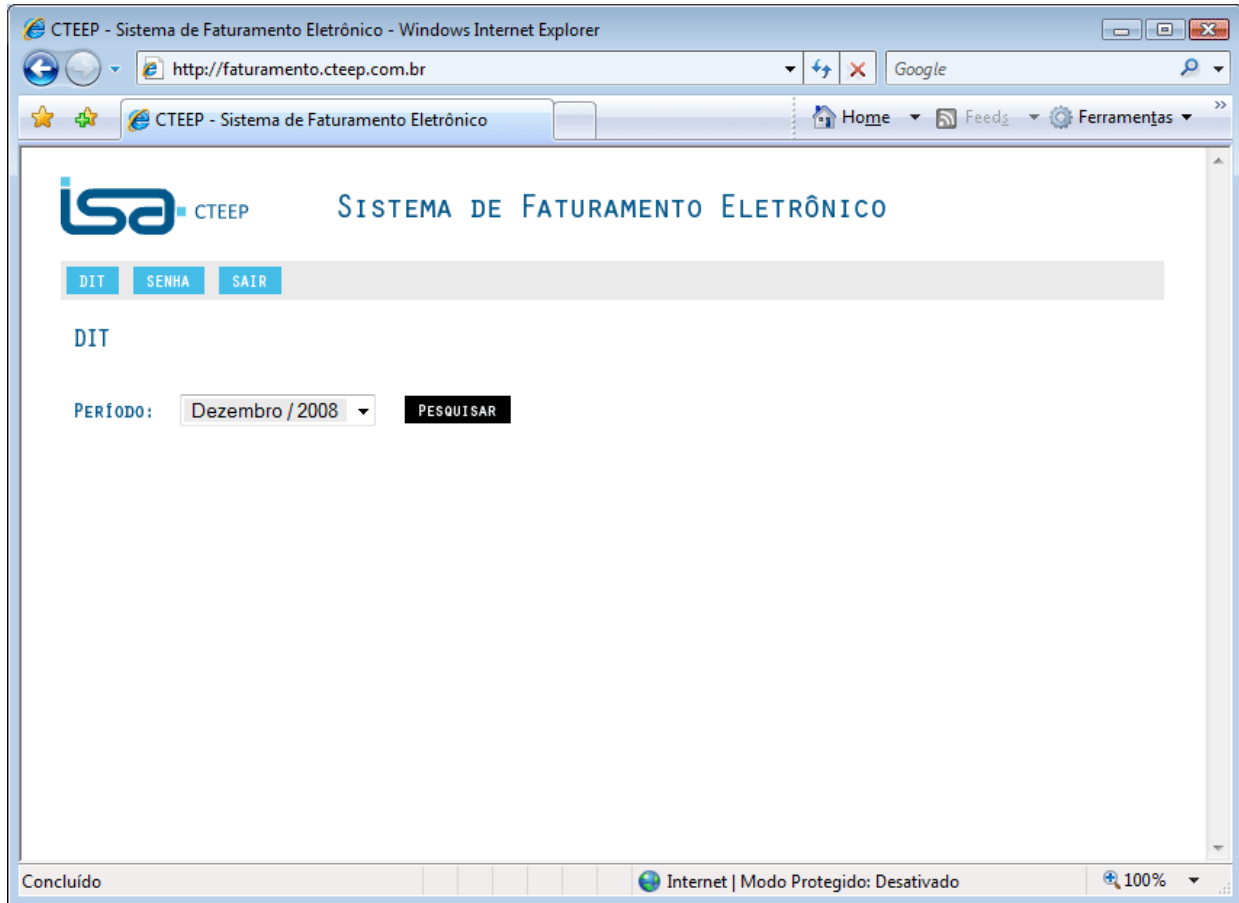 CTEEP - Sistema de Faturamento Eletrônico - Windows Internet Explorer
http://faturamento.cteep.com.br Google
CTEEP - Sistema de Faturamento Eletrônico Home Feeds Ferramentas »
isa CTEEP SISTEMA DE FATURAMENTO ELETRÔNICO
DIT SENHA SAIR
DIT
PERÍODO: Dezembro / 2008 PESQUISAR
Concluído Internet | Modo Protegido: Desativado 100%